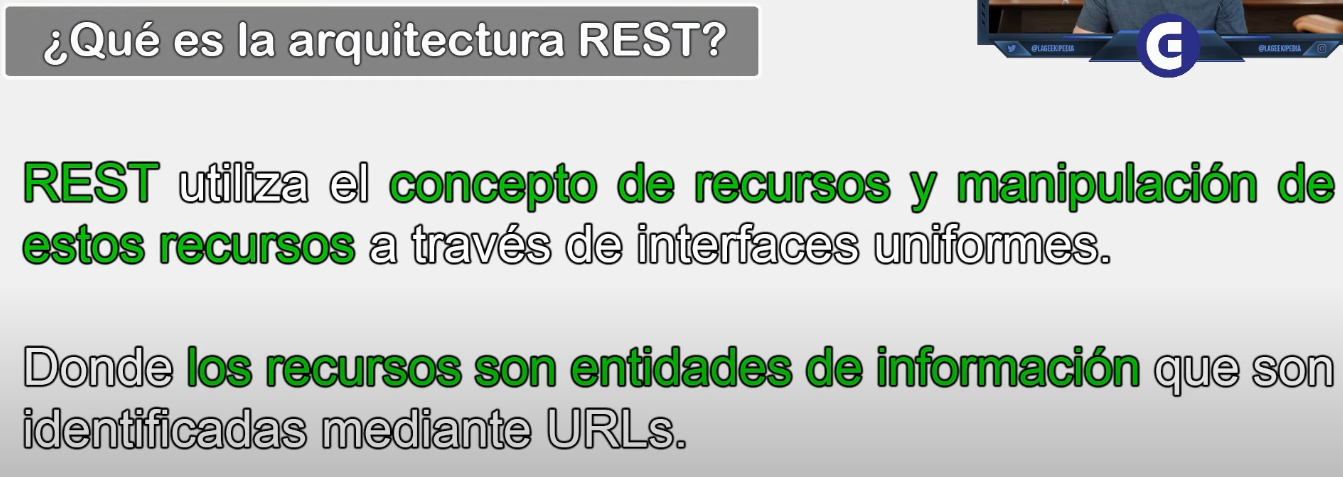 ¿Qué es la arquitectura REST?
@LAGEEKIPEDIA
@LAGEEKIPEDIA
REST utiliza el concepto de recursos y manipulación de
estos recursos a través de interfaces uniformes.
Donde los recursos son entidades de información que son
identificadas mediante URLs.